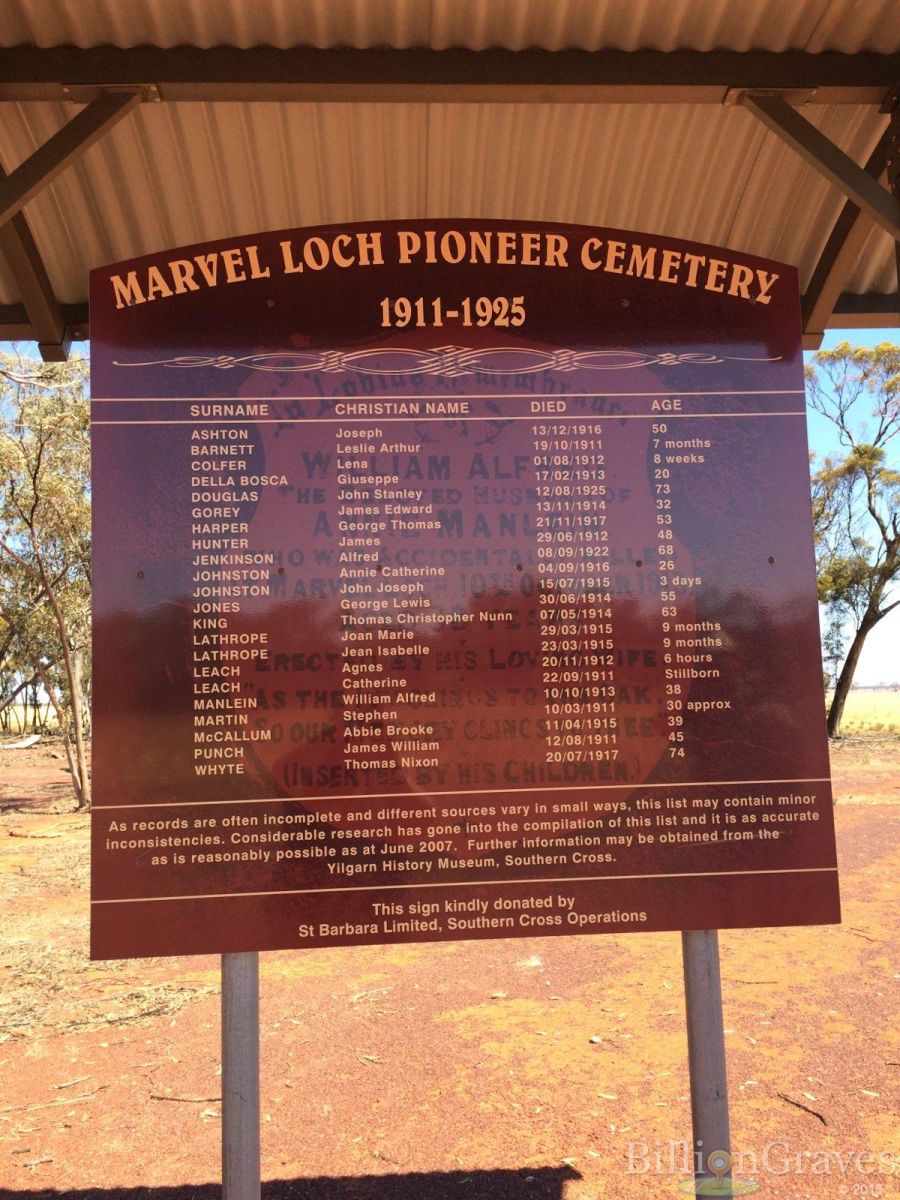 MARVEL LOCH PIONEER CEMETERY
1911-1925
SURNAME CHRISTIAN NAME DIED AGE
ASHTON Joseph 13/12/1916 50
BARNETT Leslie Arthur 19/10/1911 7 months
COLFER Lena 01/08/1912 8 weeks
DELLA BOSCA Giuseppe 17/02/1913 20
DOUGLAS John Stanley 12/08/1925 73
GOREY James Edward 13/11/1914 32
HARPER George Thomas 21/11/1917 53
HUNTER James 29/06/1912 48
JENKINSON Alfred 08/09/1922 68
JOHNSTON Annie Catherine 04/09/1916 26
JOHNSTON John Joseph 15/07/1915 3 days
JONES George Lewis 30/06/1914 55
KING Thomas Christopher Nunn 07/05/1914 63
LATHROPE Joan Marie 29/03/1915 9 months
LATHROPE Jean Isabelle 23/03/1915 9 months
LEACH Agnes 20/11/1912 6 hours
LEACH Catherine 22/09/1911 Stillborn
MANLEIN William Alfred 10/10/1913 38
MARTIN Stephen 10/03/1911 30 approx
McCALLUM Abbie Brooke 11/04/1915 39
PUNCH James William 12/08/1911 45
WHYTE Thomas Nixon 20/07/1917 74
As records are often incomplete and different sources vary in small ways, this list may contain minor
inconsistencies. Considerable research has gone into the compilation of this list and it is as accurate
as is reasonably possible as at June 2007. Further information may be obtained from the
Yilgarn History Museum, Southern Cross.
This sign kindly donated by
St Barbara Limited, Southern Cross Operations
BillionGraves
© 2015